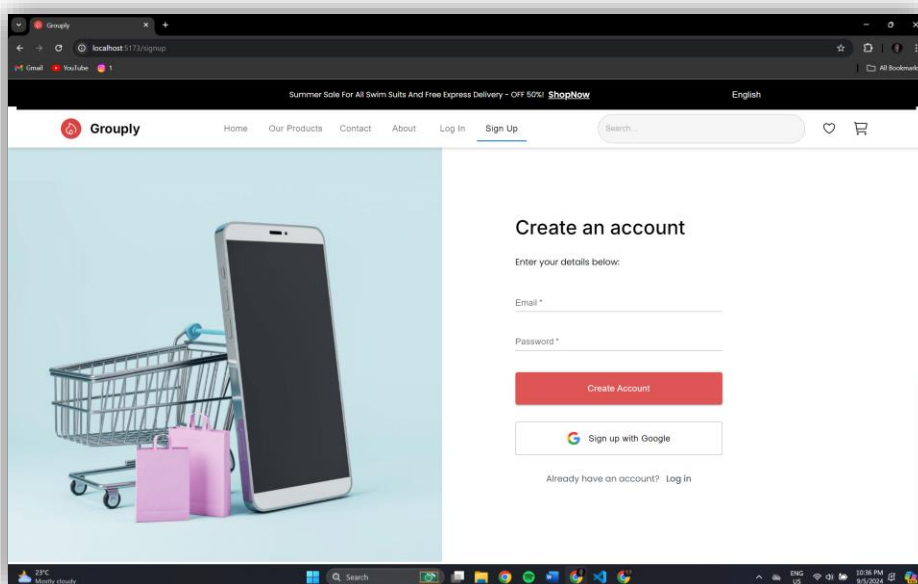 Grouply
localhost:5173/signup
Gmail YouTube 1 All Bookmarks
Summer Sale For All Swim Suits And Free Express Delivery - OFF 50%! ShopNow English
Grouply Home Our Products Contact About Log In Sign Up Search...
Create an account
Enter your details below:
Email *
Password *
Create Account
Sign up with Google
Already have an account? Log in
23°C
Mostly cloudy
Search
ENG
US
10:36 PM
9/5/2024